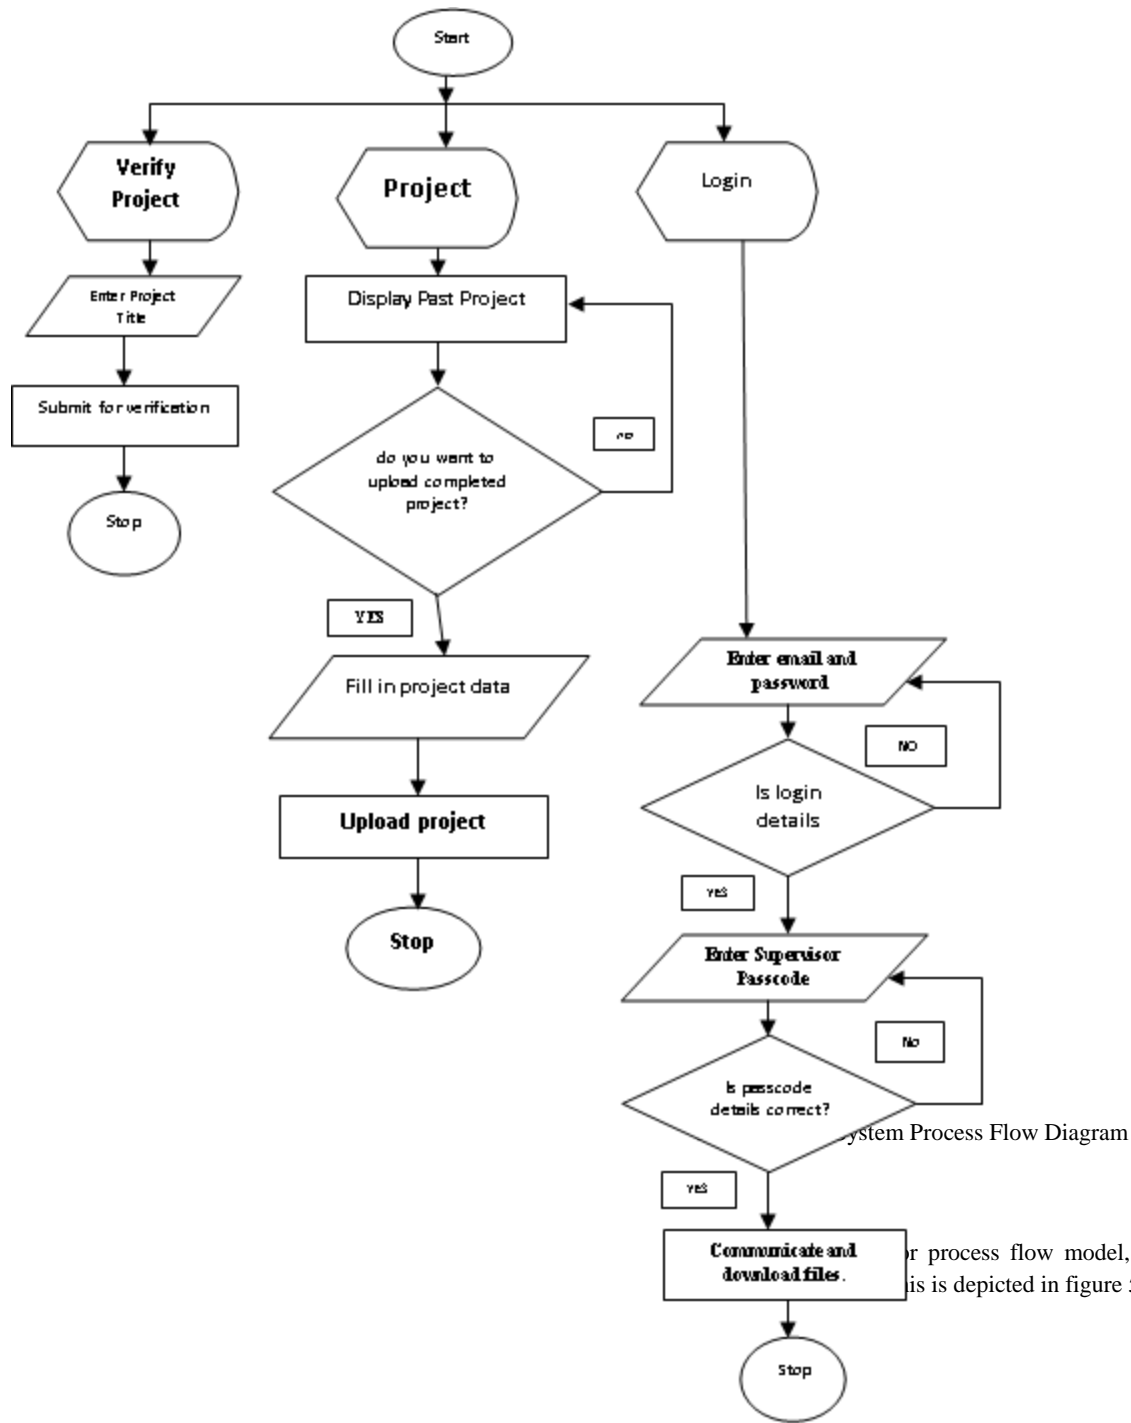 Start
Verify
Project
Project
Login
Enter Project
Title
Display Past Project
Submit for verification
no
do you want to
upload completed
project?
Stop
YES
Enter email and
password
Fill in project data
NO
Is login
details
Upload project
YES
Stop
Enter Supervisor
Passcode
No
Is passcode
details correct?
System Process Flow Diagram
YES
Communicate and
download files.
process flow model,
is depicted in figure
Stop